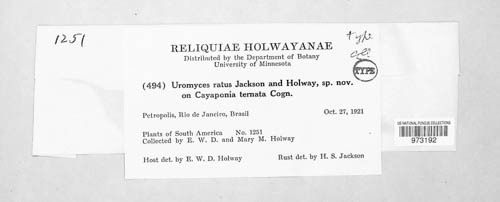 1251
type
RELIQUIAE HOLWAYANAE
Distributed by the Department of Botany
University of Minnesota
TYPE
(494) Uromyces ratus Jackson and Holway, sp. nov.
on Cayaponia ternata Cogn.
Petropolis, Rio de Janeiro, Brazil Oct. 27, 1921
Plants of South America No. 1251
Collected by E. W. D. and Mary M. Holway
Host det. by E. W. D. Holway Rust det. by H. S. Jackson
US NATIONAL FUNGUS COLLECTIONS
973192